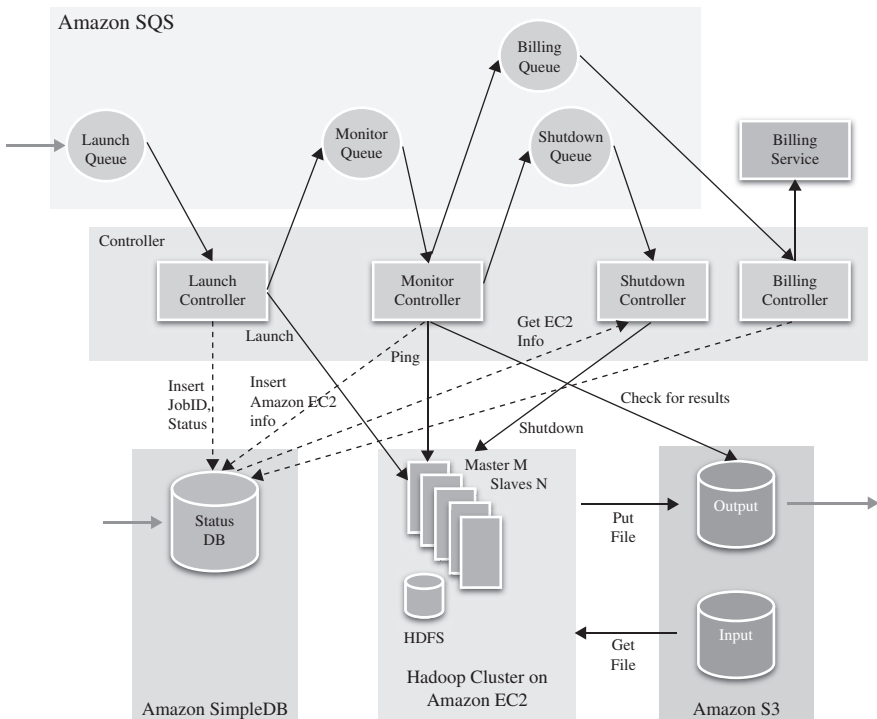 Amazon SQS
Billing
Queue
Launch
Queue
Monitor
Queue
Shutdown
Queue
Billing
Service
Controller
Launch
Controller
Monitor
Controller
Shutdown
Controller
Billing
Controller
Launch
Ping
Get EC2
Info
Insert
JobID,
Status
Insert
Amazon EC2
info
Check for results
Shutdown
Master M
Slaves N
Status
DB
Output
Put
File
HDFS
Input
Get
File
Hadoop Cluster on
Amazon EC2
Amazon SimpleDB
Amazon S3